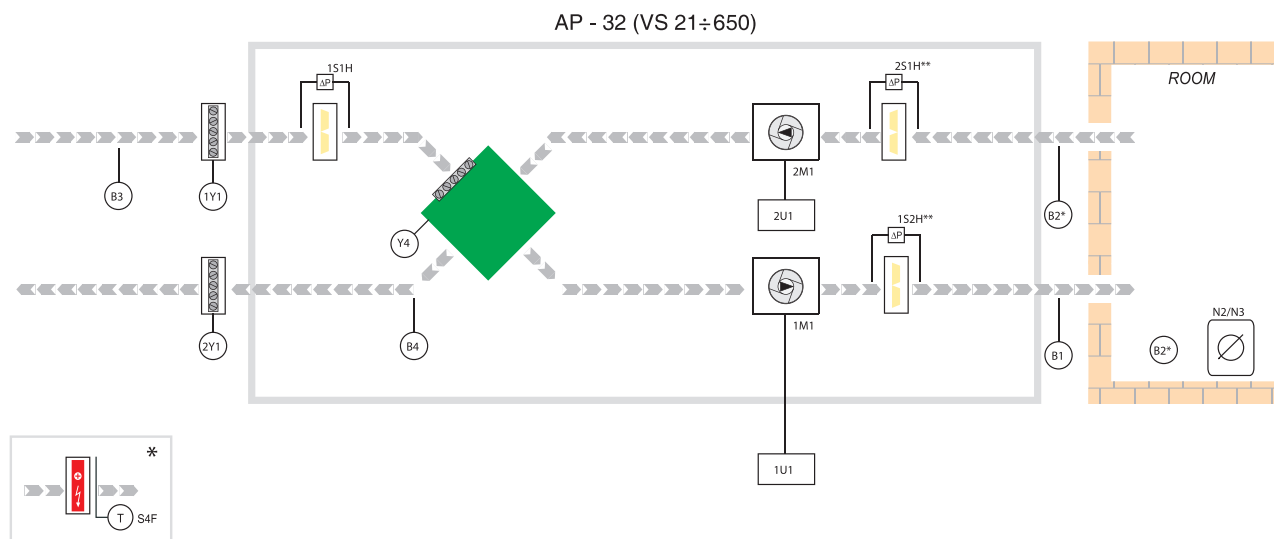 AP - 32 (VS 21÷650)
1S1H
ΔP
2S1H**
ΔP
ROOM
B3
1Y1
2M1
2U1
B2*
Y4
1S2H**
ΔP
2Y1
B4
1M1
B1
B2*
N2/N3
1U1
*
T
S4F